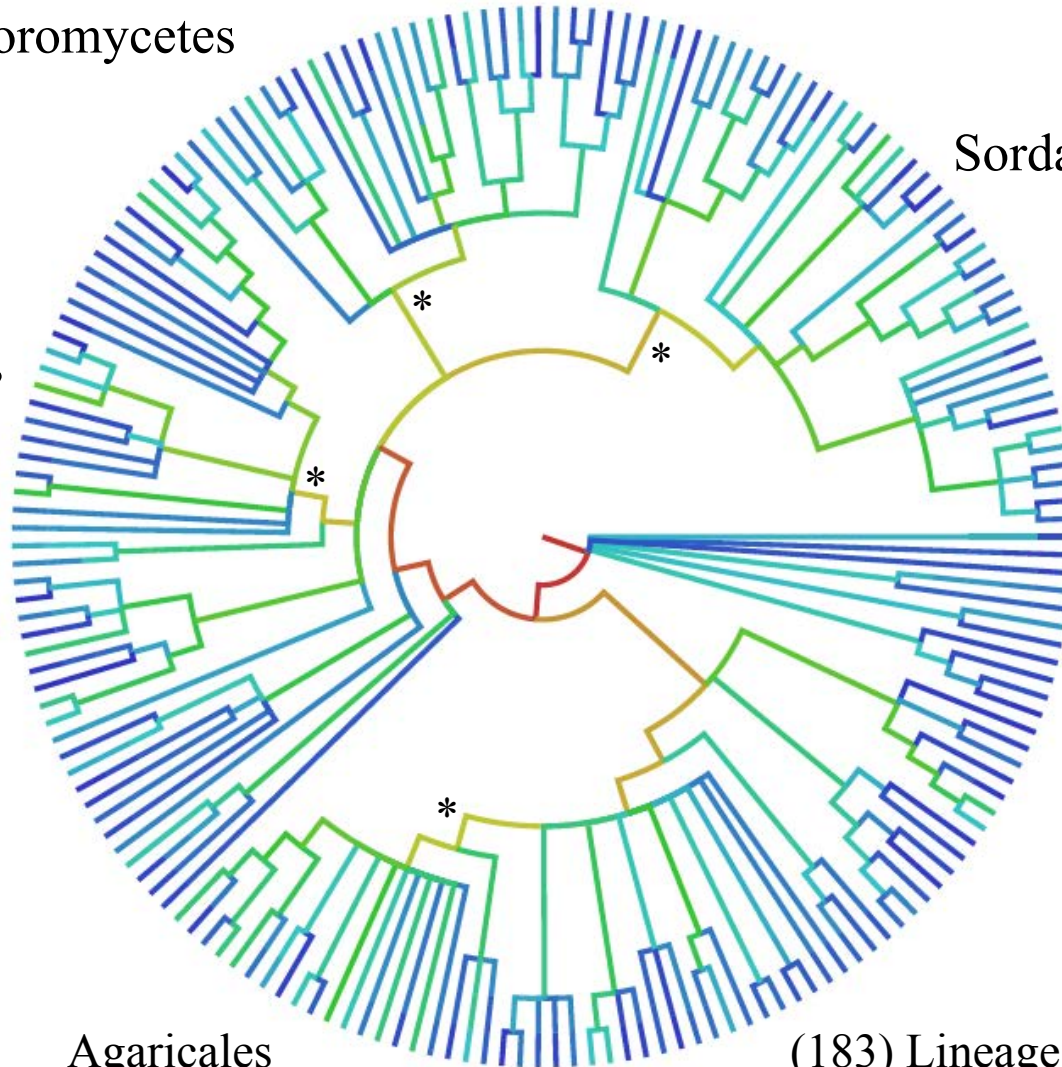 oromycetes
Sorda
*
*
*
*
Agaricales
(183) Lineage